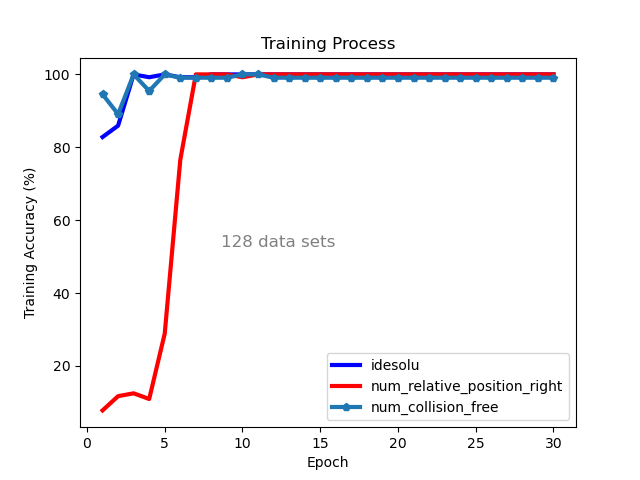 Training Process
Training Accuracy (%)
100
80
60
40
20
128 data sets
idesolu
num_relative_position_right
num_collision_free
0 5 10 15 20 25 30
Epoch